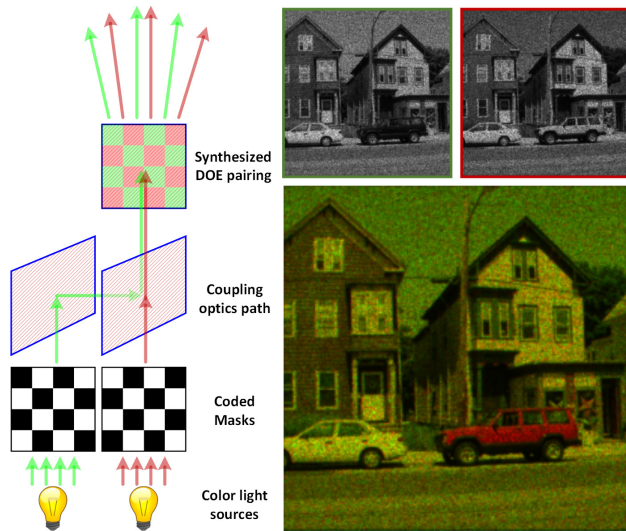 Synthesized
DOE pairing
Coupling
optics path
Coded
Masks
Color light
sources